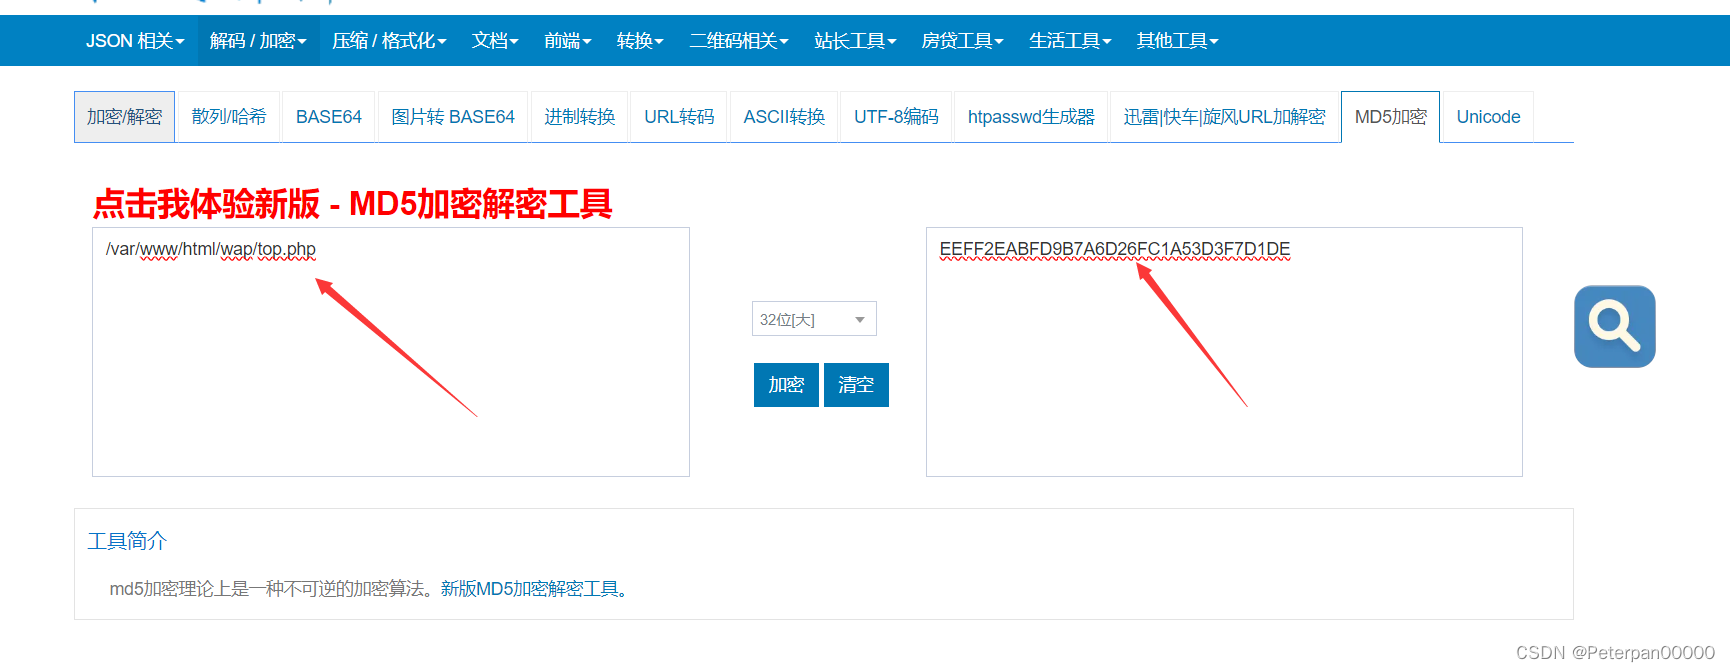 JSON 相关 解码 / 加密 压缩 / 格式化 文档 前端 转换 二维码相关 站长工具 房贷工具 生活工具 其他工具
加密/解密 散列/哈希 BASE64 图片转 BASE64 进制转换 URL转码 ASCII转换 UTF-8编码 htpasswd生成器 迅雷|快车|旋风URL加解密 MD5加密 Unicode
点击我体验新版 - MD5加密解密工具
/var/www/html/wap/top.php
EEFF2EABFD9B7A6D26FC1A53D3F7D1DE
32位[大]
加密 清空
工具简介
md5加密理论上是一种不可逆的加密算法。新版MD5加密解密工具。
CSDN @Peterpan00000